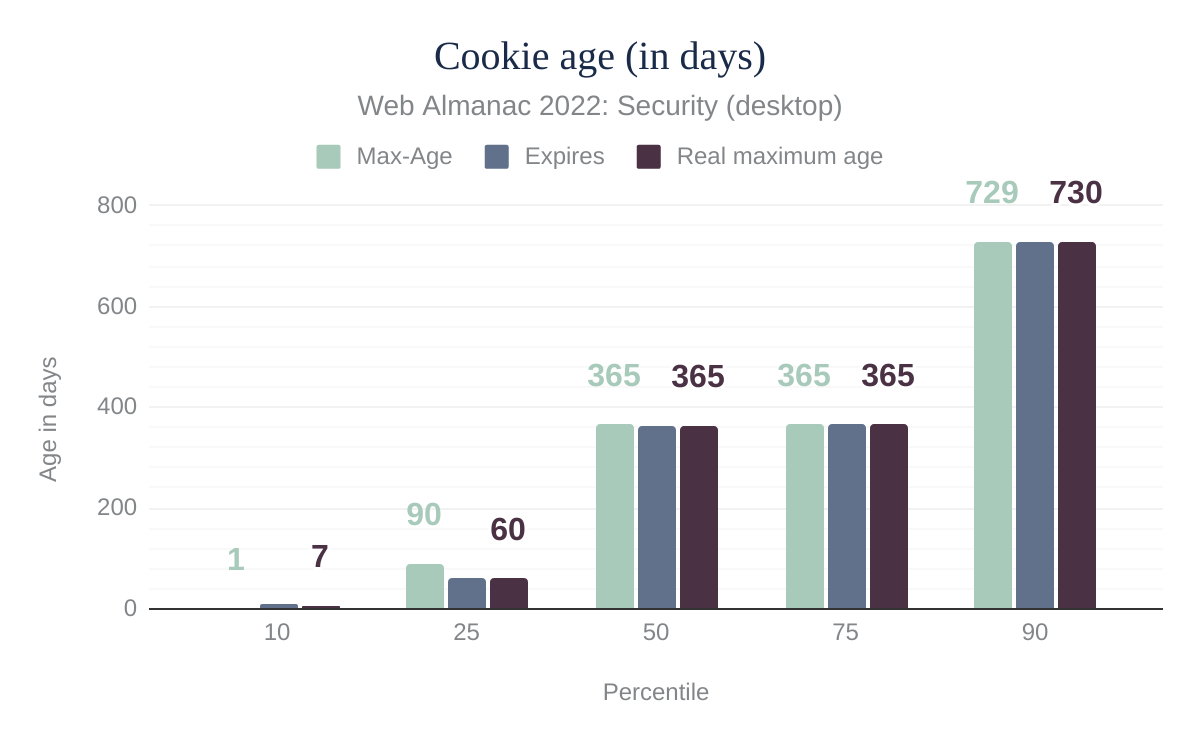 Cookie age (in days)
Web Almanac 2022: Security (desktop)
Max-Age Expires Real maximum age
729 730
800
600
365 365 365 365
400
Age in days
90 60
200
1 7
0
10 25 50 75 90
Percentile